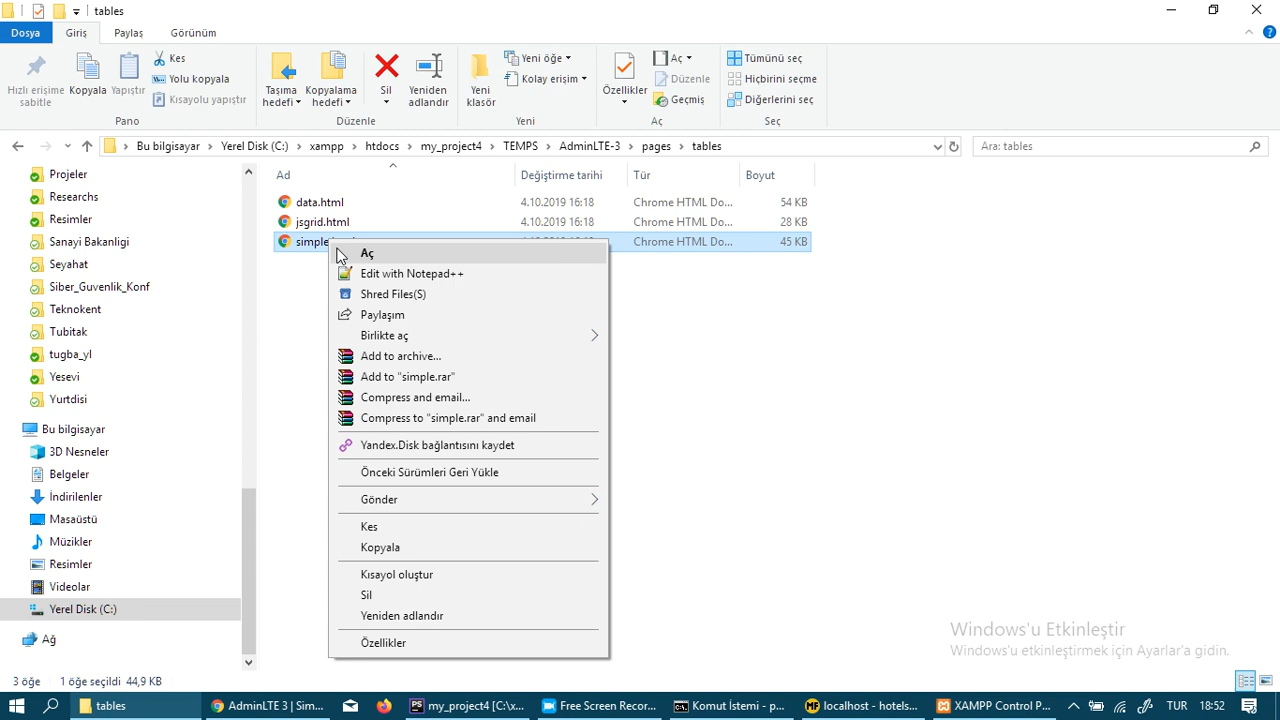 tables
Dosya Giriş Paylaş Görünüm
Hızlı erişime sabitle
Kopyala
Yapıştır
Kes
Yolu kopyala
Kısayolu yapıştır
Pano
Taşıma hedefi
Kopyalama hedefi
Sil
Yeniden adlandır
Düzenle
Yeni klasör
Yeni öğe
Kolay erişim
Yeni
Özellikler
Aç
Düzenle
Geçmiş
Aç
Tümünü seç
Hiçbirini seçme
Diğerlerini seç
Seç
Bu bilgisayar > Yerel Disk (C:) > xampp > htdocs > my_project4 > TEMPS > AdminLTE-3 > pages > tables
Ara: tables
Projeler
Researchs
Resimler
Sanayi Bakanligi
Seyahat
Siber_Guvenlik_Konf
Teknokent
Tubitak
tugba_yl
Yesevi
Yurtdisi
Bu bilgisayar
3D Nesneler
Belgeler
İndirilenler
Masaüstü
Müzikler
Resimler
Videolar
Yerel Disk (C:)
Ağ
Ad Değiştirme tarihi Tür Boyut
data.html 4.10.2019 16:18 Chrome HTML Do... 54 KB
jsgrid.html 4.10.2019 16:18 Chrome HTML Do... 28 KB
simple Chrome HTML Do... 45 KB
Aç
Edit with Notepad++
Shred Files(S)
Paylaşım
Birlikte aç
Add to archive...
Add to "simple.rar"
Compress and email...
Compress to "simple.rar" and email
Yandex.Disk bağlantısını kaydet
Önceki Sürümleri Geri Yükle
Gönder
Kes
Kopyala
Kısayol oluştur
Sil
Yeniden adlandır
Özellikler
Windows'u Etkinleştir
Windows'u etkinleştirmek için Ayarlar'a gidin.
3 öğe 1 öğe seçildi 44,9 KB
tables
AdminLTE 3 | Sim...
my_project4 [C:\x...
Free Screen Recor...
Komut İstemi - p...
localhost - hotels...
XAMPP Control P...
TUR 18:52